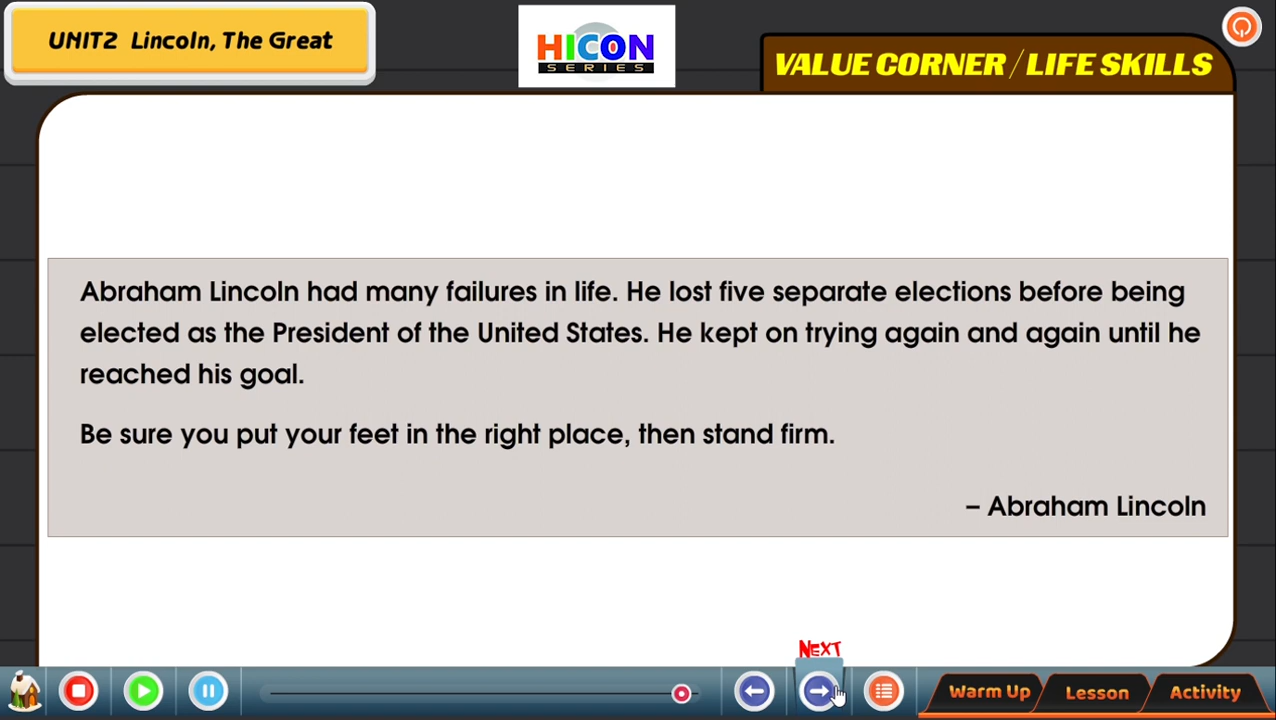 UNIT2 Lincoln, The Great
HICON
SERIES
VALUE CORNER / LIFE SKILLS
Abraham Lincoln had many failures in life. He lost five separate elections before being
elected as the President of the United States. He kept on trying again and again until he
reached his goal.
Be sure you put your feet in the right place, then stand firm.
– Abraham Lincoln
NEXT
Warm Up
Lesson
Activity